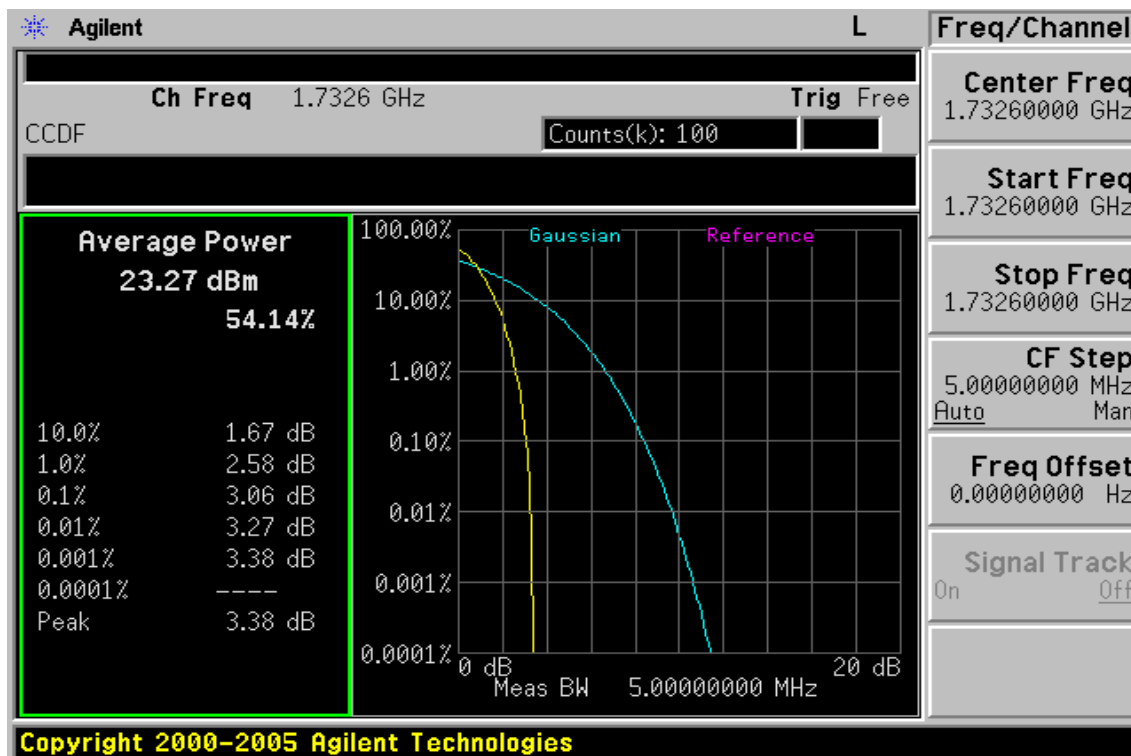 Agilent L Freq/Channel
Ch Freq 1.7326 GHz Trig Free
CCDF Counts(k): 100
Average Power
23.27 dBm
54.14%
10.0% 1.67 dB
1.0% 2.58 dB
0.1% 3.06 dB
0.01% 3.27 dB
0.001% 3.38 dB
0.0001% ----
Peak 3.38 dB
Gaussian Reference
100.00%
10.00%
1.00%
0.10%
0.01%
0.001%
0.0001%
0 dB 20 dB
Meas BW 5.00000000 MHz
Center Freq
1.73260000 GHz
Start Freq
1.73260000 GHz
Stop Freq
1.73260000 GHz
CF Step
5.00000000 MHz
Auto Man
Freq Offset
0.00000000 Hz
Signal Track
On Off
Copyright 2000-2005 Agilent Technologies